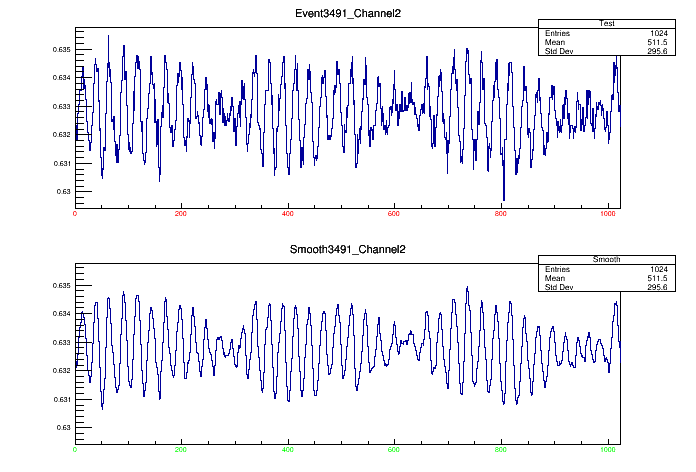 Event3491_Channel2
Test
Entries 1024
Mean 511.5
Std Dev 295.6
0.635
0.634
0.633
0.632
0.631
0.63
0 200 400 600 800 1000
Smooth3491_Channel2
Smooth
Entries 1024
Mean 511.5
Std Dev 295.6
0.635
0.634
0.633
0.632
0.631
0.63
0 200 400 600 800 1000